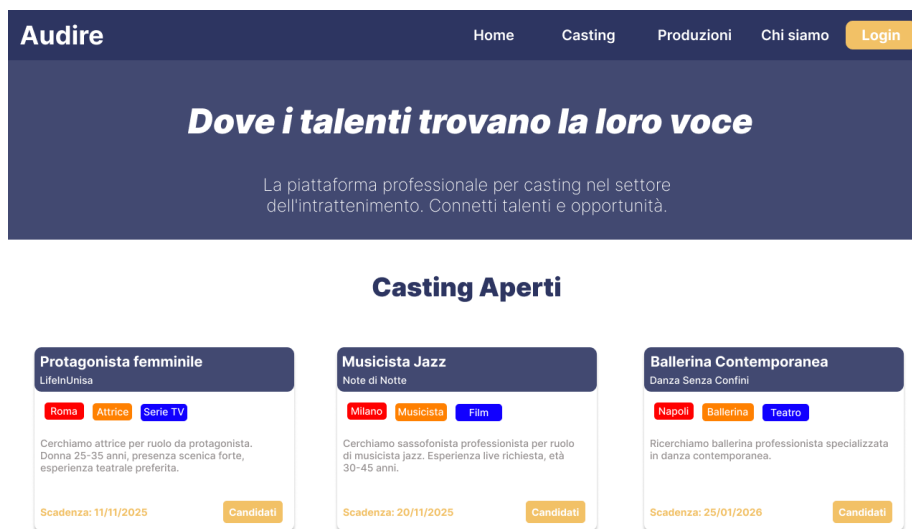 Audire
Home Casting Produzioni Chi siamo Login
Dove i talenti trovano la loro voce
La piattaforma professionale per casting nel settore
dell'intrattenimento. Connetti talenti e opportunità.
Casting Aperti
Protagonista femminile
LifeInUnisa
Roma Attrice Serie TV
Cerchiamo attrice per ruolo da protagonista.
Donna 25-35 anni, presenza scenica forte,
esperienza teatrale preferita.
Scadenza: 11/11/2025 Candidati
Musicista Jazz
Note di Notte
Milano Musicista Film
Cerchiamo sassofonista professionista per ruolo
di musicista jazz. Esperienza live richiesta, età
30-45 anni.
Scadenza: 20/11/2025 Candidati
Ballerina Contemporanea
Danza Senza Confini
Napoli Ballerina Teatro
Ricerchiamo ballerina professionista specializzata
in danza contemporanea.
Scadenza: 25/01/2026 Candidati